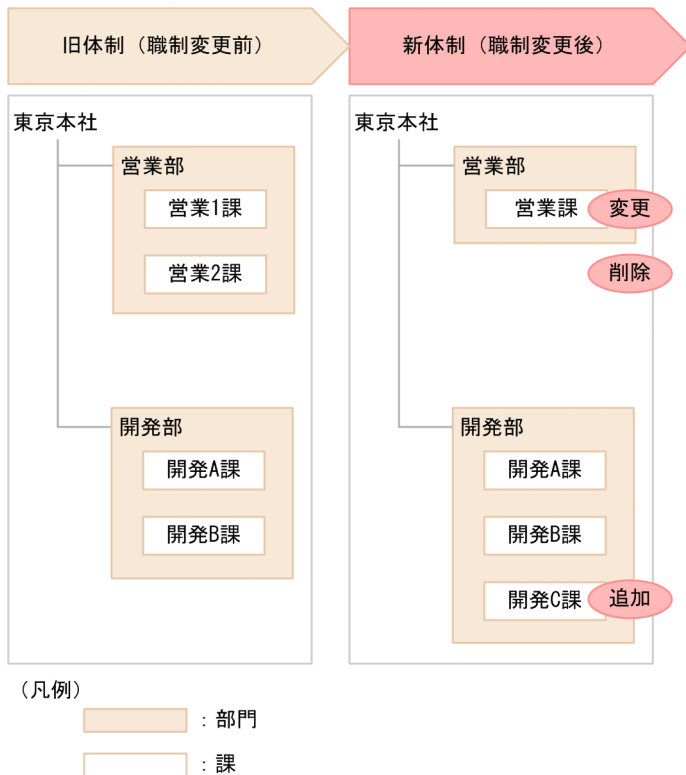 旧体制（職制変更前）
新体制（職制変更後）
東京本社
営業部
営業1課
営業2課
開発部
開発A課
開発B課
東京本社
営業部
営業課
変更
削除
開発部
開発A課
開発B課
開発C課
追加
（凡例）
：部門
：課